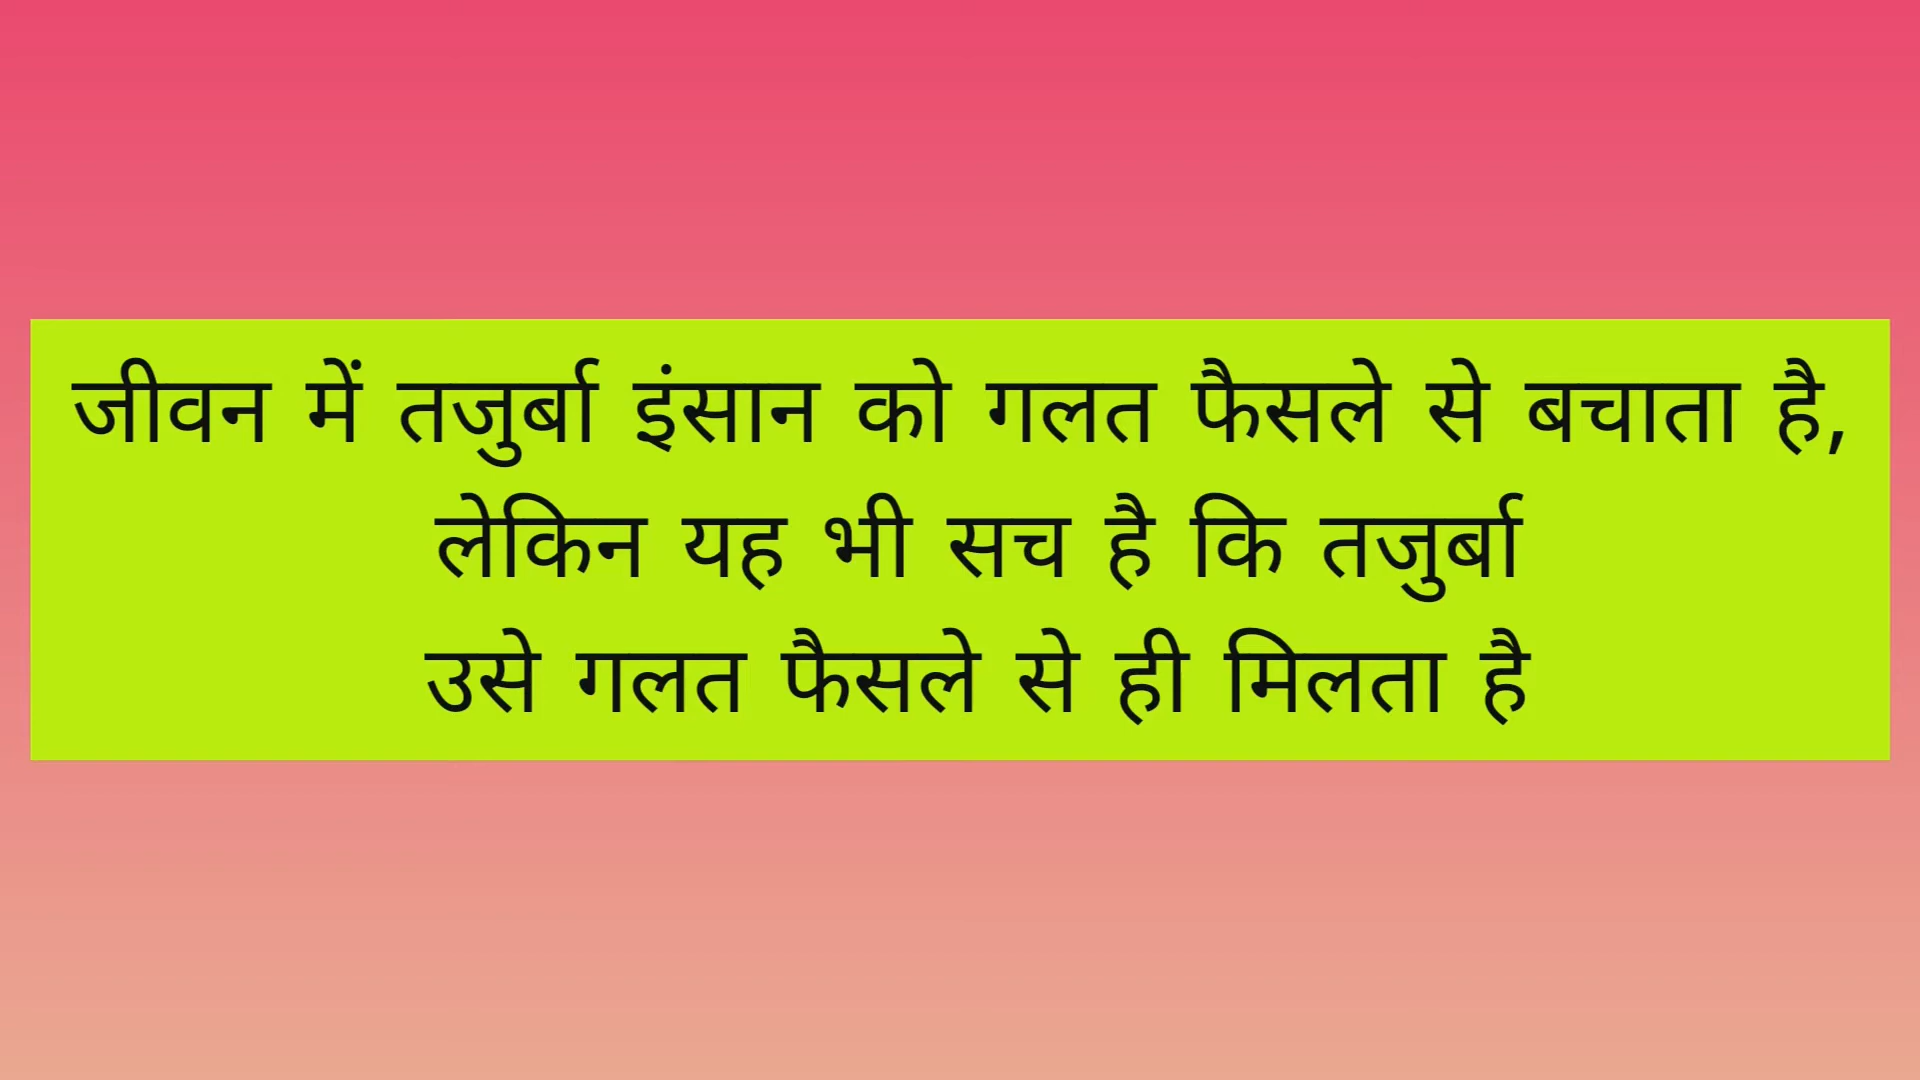 जीवन में तजुर्बा इंसान को गलत फैसले से बचाता है,
लेकिन यह भी सच है कि तजुर्बा
उसे गलत फैसले से ही मिलता है